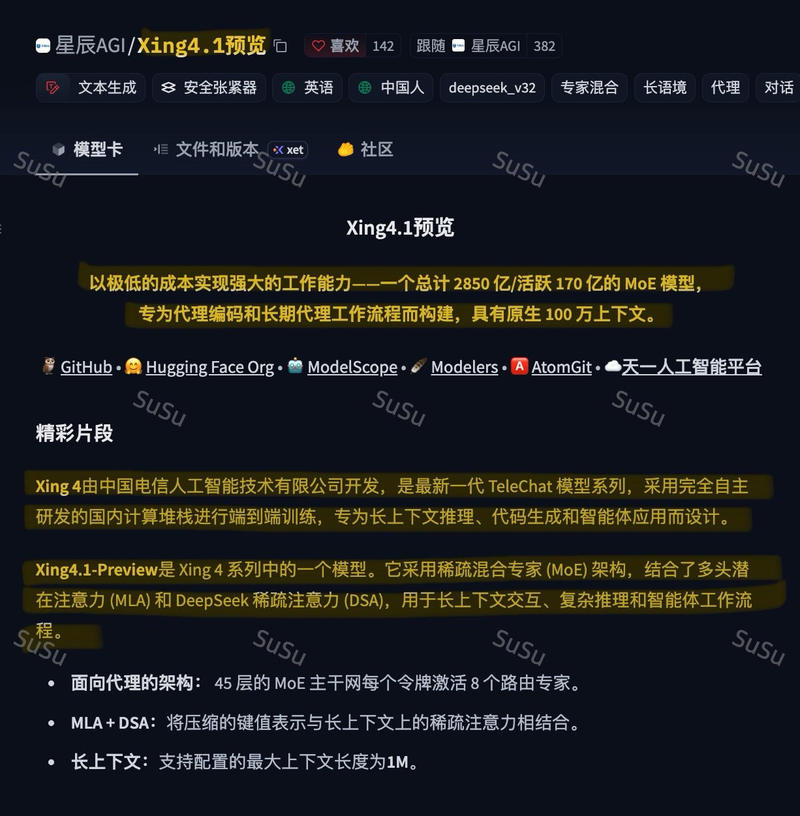 星辰AGI/Xing4.1预览 喜欢 142 跟随 星辰AGI 382
文本生成 安全张紧器 英语 中国人 deepseek_v32 专家混合 长语境 代理 对话
模型卡 文件和版本 xet 社区
Xing4.1预览
以极低的成本实现强大的工作能力——一个总计 2850 亿/活跃 170 亿的 MoE 模型，
专为代理编码和长期代理工作流程而构建，具有原生 100 万上下文。
GitHub • Hugging Face Org • ModelScope • Modelers • AtomGit • 天一人工智能平台
精彩片段
Xing 4由中国电信人工智能技术有限公司开发，是最新一代 TeleChat 模型系列，采用完全自主
研发的国内计算堆栈进行端到端训练，专为长上下文推理、代码生成和智能体应用而设计。
Xing4.1-Preview是 Xing 4 系列中的一个模型。它采用稀疏混合专家 (MoE) 架构，结合了多头潜
在注意力 (MLA) 和 DeepSeek 稀疏注意力 (DSA)，用于长上下文交互、复杂推理和智能体工作流
程。
• 面向代理的架构： 45 层的 MoE 主干网每个令牌激活 8 个路由专家。
• MLA + DSA：将压缩的键值表示与长上下文上的稀疏注意力相结合。
• 长上下文：支持配置的最大上下文长度为1M。
SuSu SuSu SuSu SuSu
SuSu SuSu SuSu
SuSu SuSu SuSu SuSu